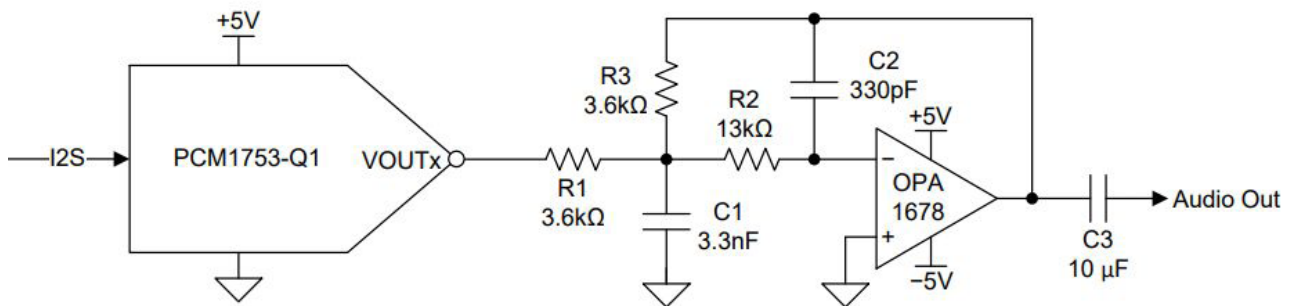 +5V
I2S
PCM1753-Q1
VOUTx
R1
3.6kΩ
R3
3.6kΩ
C1
3.3nF
R2
13kΩ
C2
330pF
+5V
−
OPA
1678
+
−5V
C3
10 μF
Audio Out